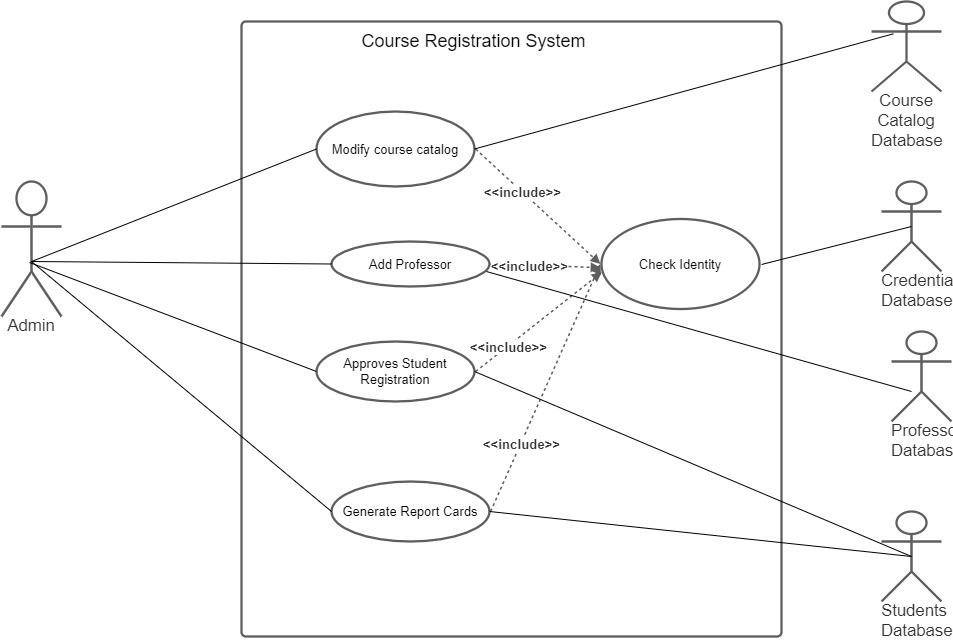 Course Registration System
Course
Catalog
Database
Modify course catalog
<<include>>
Admin
Add Professor
<<include>>
Check Identity
Credentia
Database
<<include>>
Approves Student
Registration
Professo
Databas
<<include>>
Generate Report Cards
Students
Database